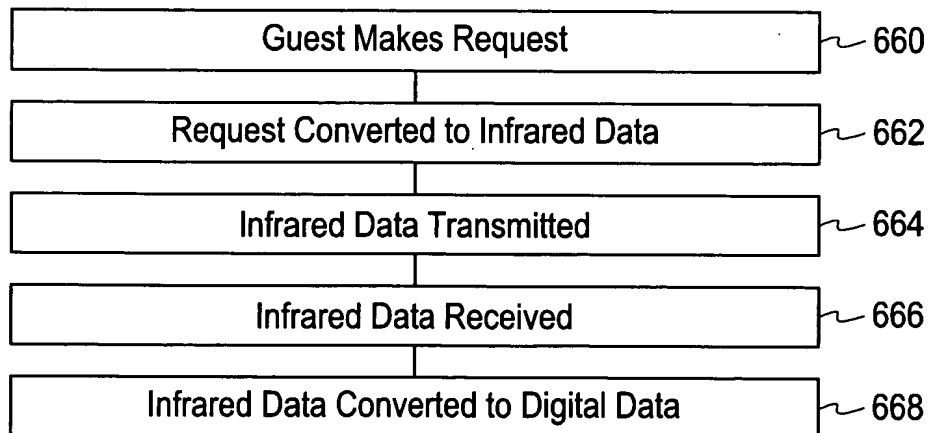 Guest Makes Request 660
Request Converted to Infrared Data 662
Infrared Data Transmitted 664
Infrared Data Received 666
Infrared Data Converted to Digital Data 668